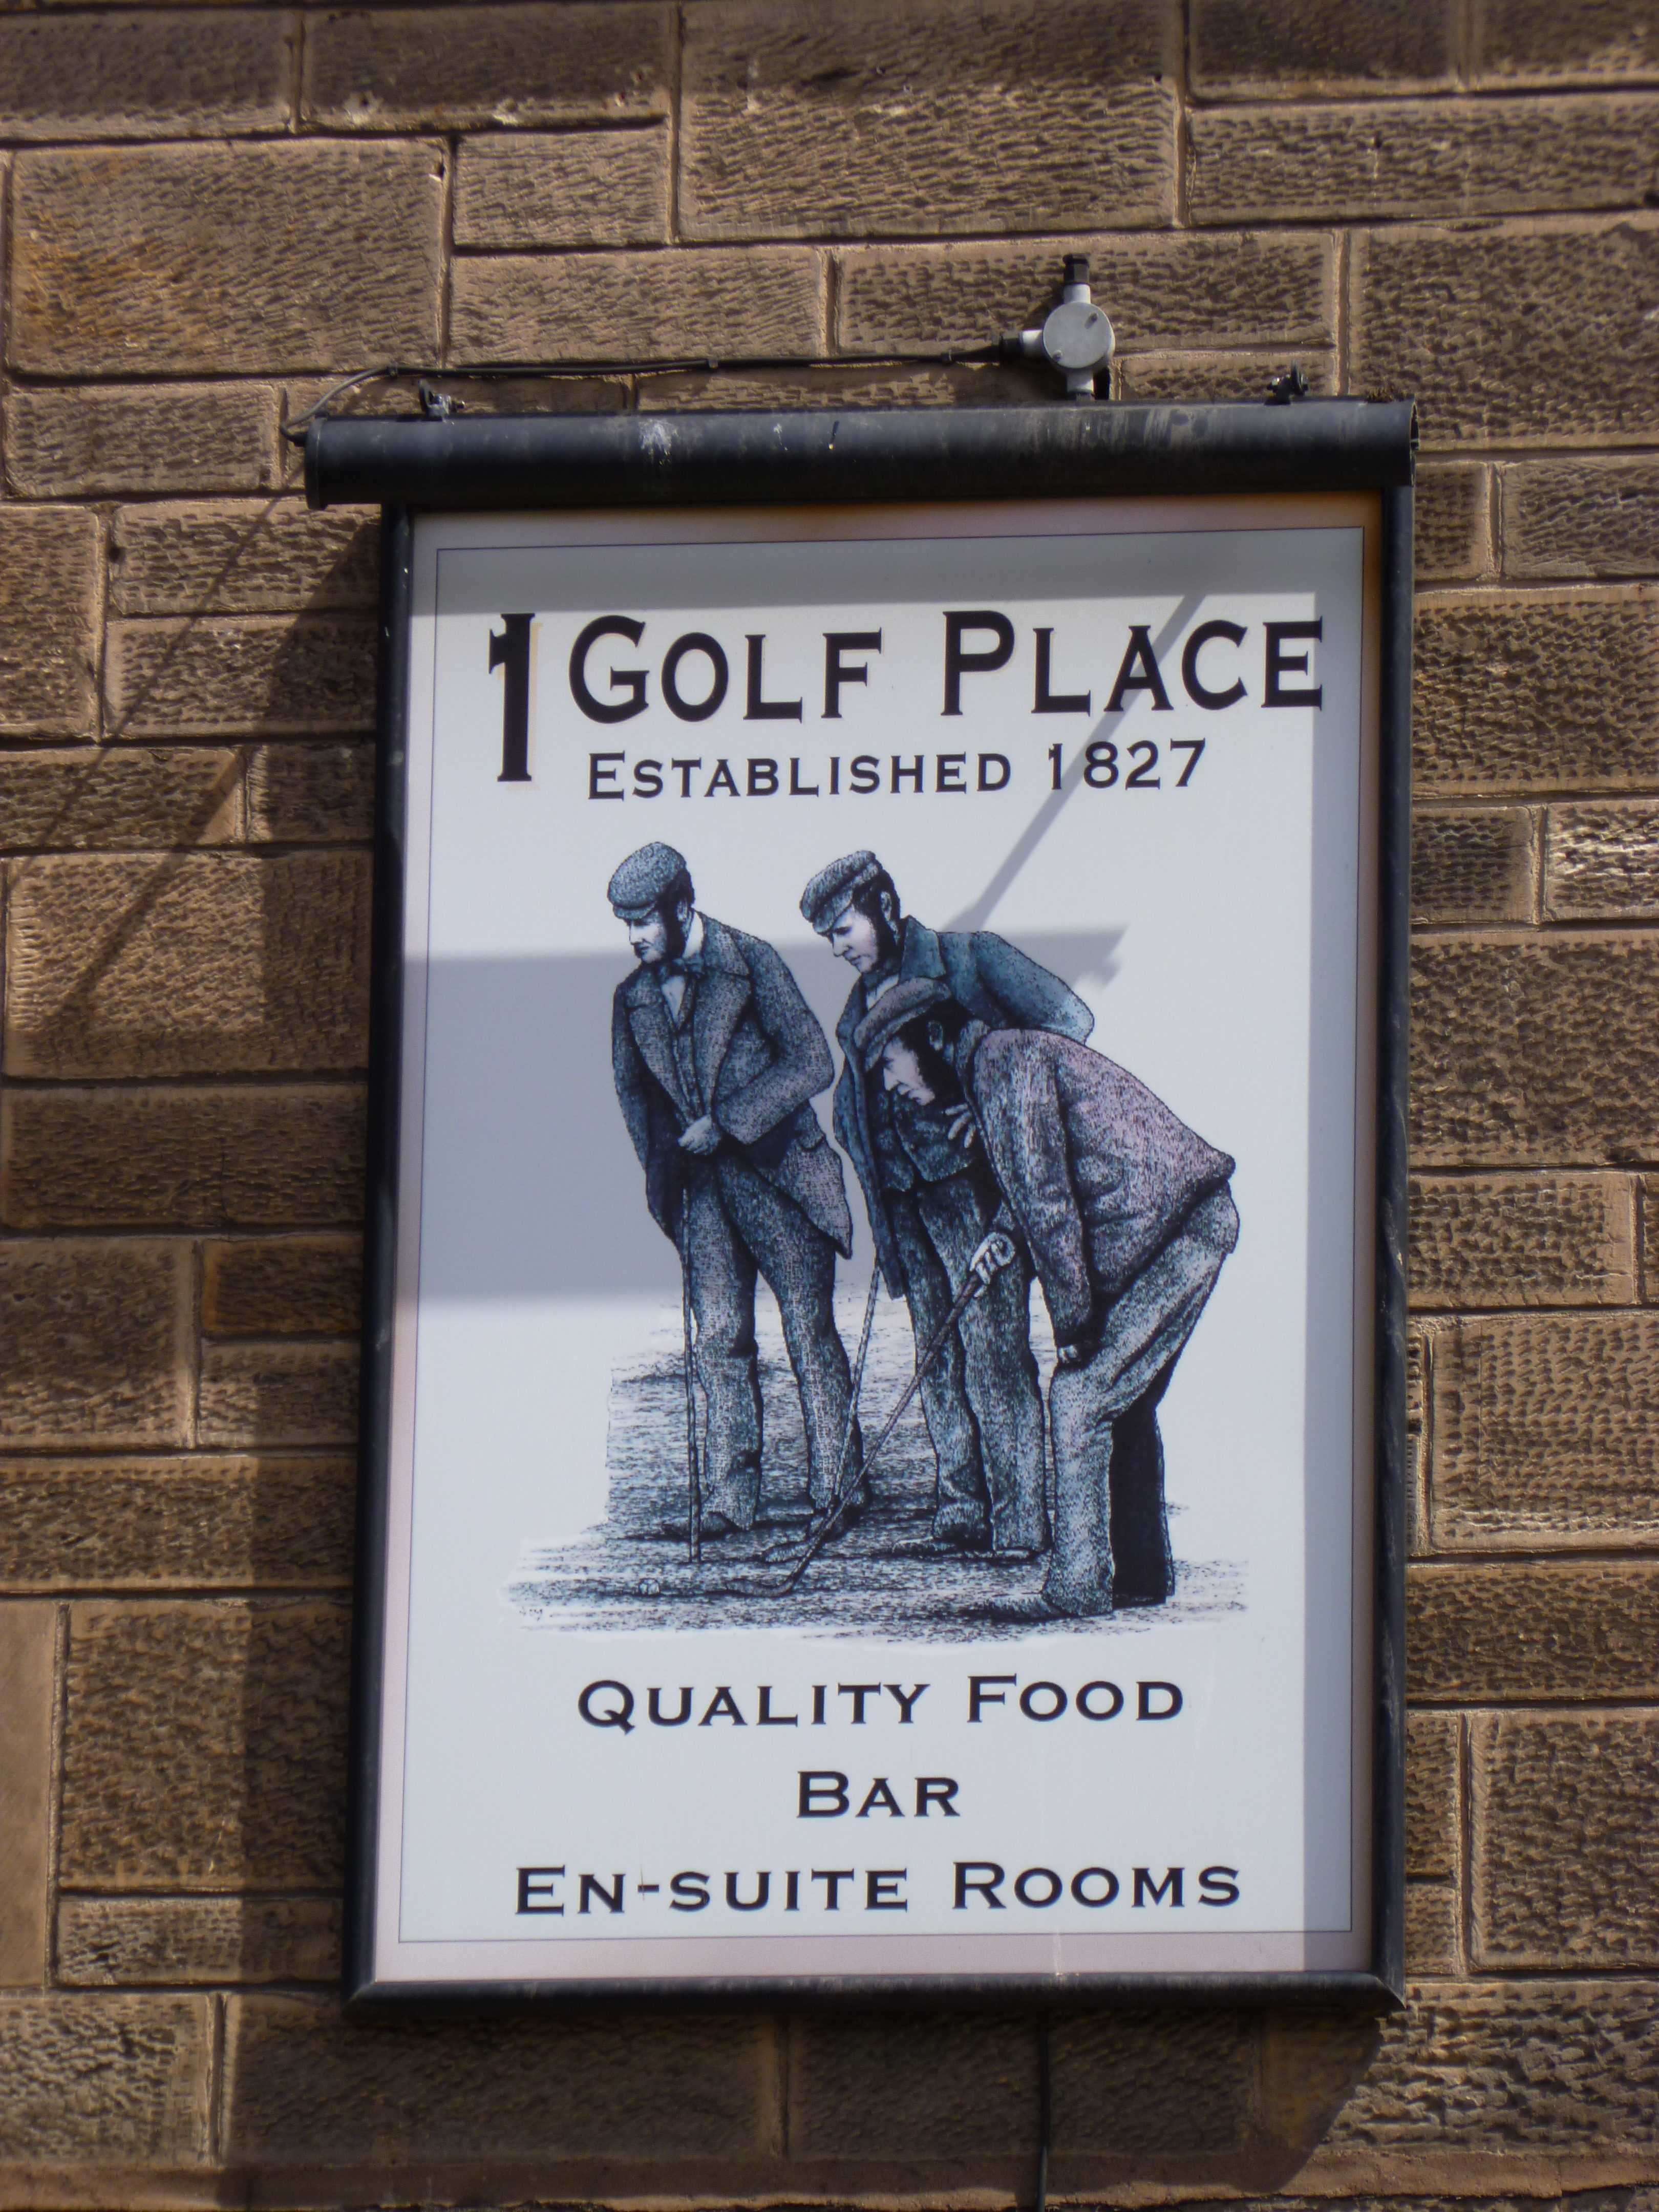 1 GOLF PLACE
ESTABLISHED 1827
QUALITY FOOD
BAR
EN-SUITE ROOMS